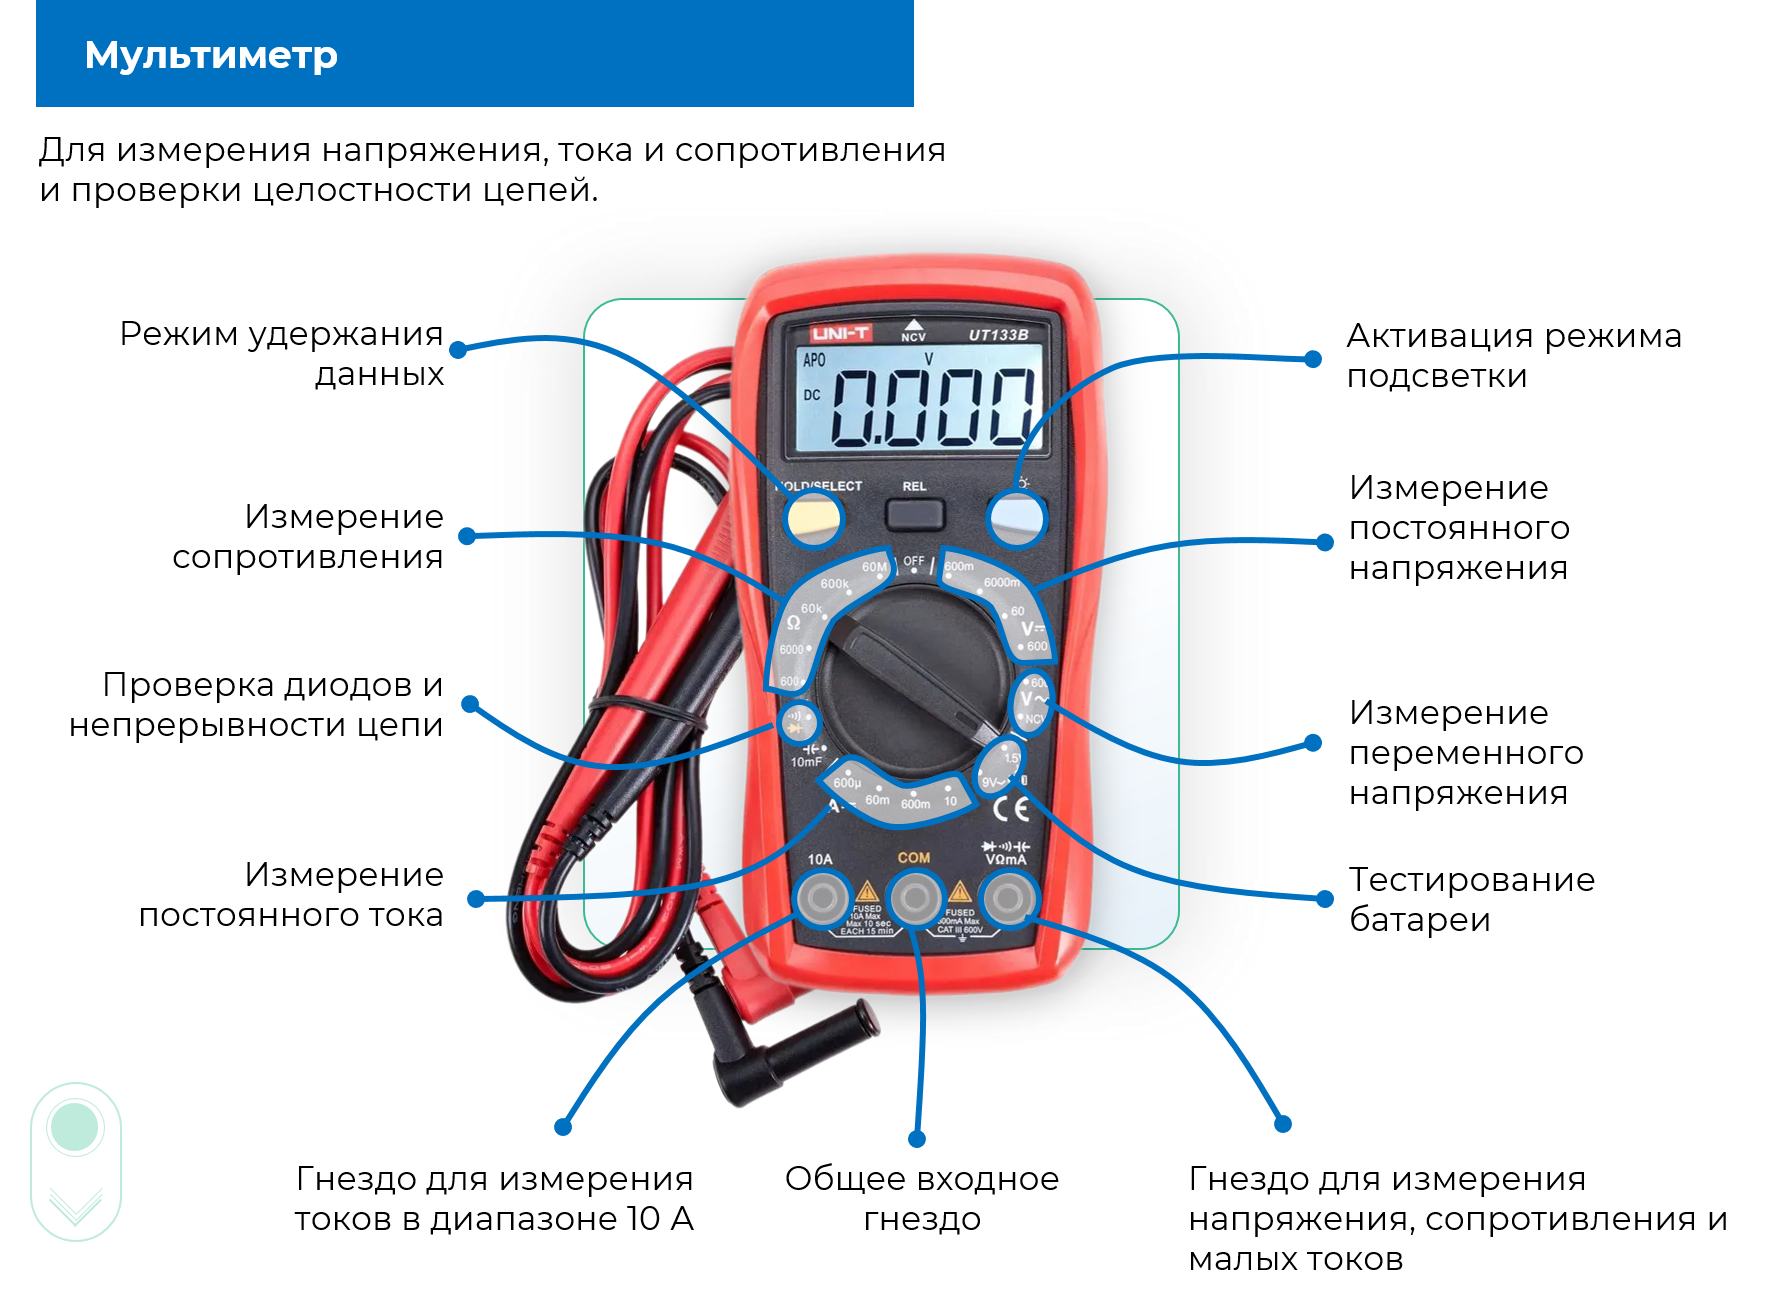 Мультиметр
Для измерения напряжения, тока и сопротивления
и проверки целостности цепей.
Режим удержания
данных
Измерение
сопротивления
Проверка диодов и
непрерывности цепи
Измерение
постоянного тока
UNI-T
NCV
UT133B
APO
V
DC
0.000
HOLD/SELECT
REL
60M
OFF
600m
600k
6000m
60k
60
Ω
V
6000
600
600
600
V~
NCV
10mF
1.5V
9V~
600µ
60m
600m
10
A
CE
10A
COM
VΩmA
FUSED
10A Max
Max 10 sec
EACH 15 min
FUSED
600mA Max
CAT III 600V
Активация режима
подсветки
Измерение
постоянного
напряжения
Измерение
переменного
напряжения
Тестирование
батареи
Гнездо для измерения
токов в диапазоне 10 А
Общее входное
гнездо
Гнездо для измерения
напряжения, сопротивления и
малых токов